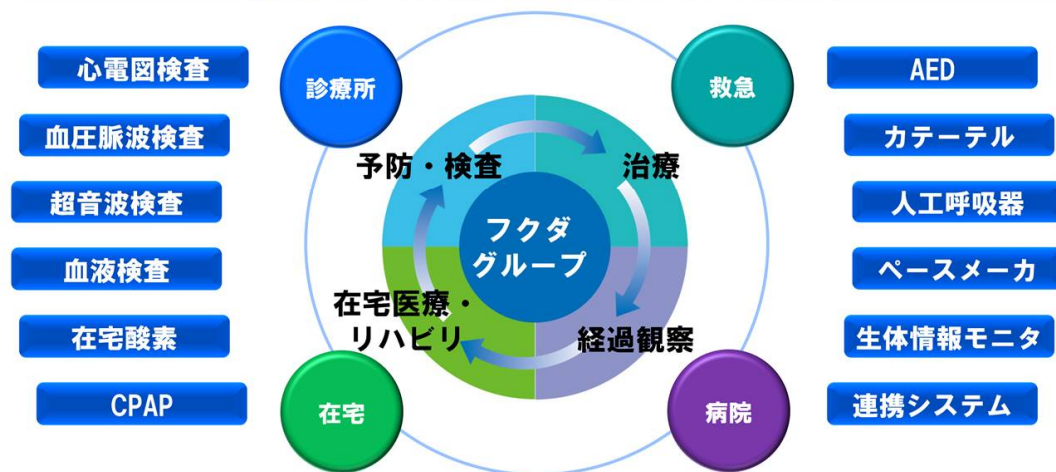 心電図検査
血圧脈波検査
超音波検査
血液検査
在宅酸素
CPAP
診療所
救急
予防・検査
治療
フクダ
グループ
在宅医療・
リハビリ
経過観察
在宅
病院
AED
カテーテル
人工呼吸器
ペースメーカ
生体情報モニタ
連携システム